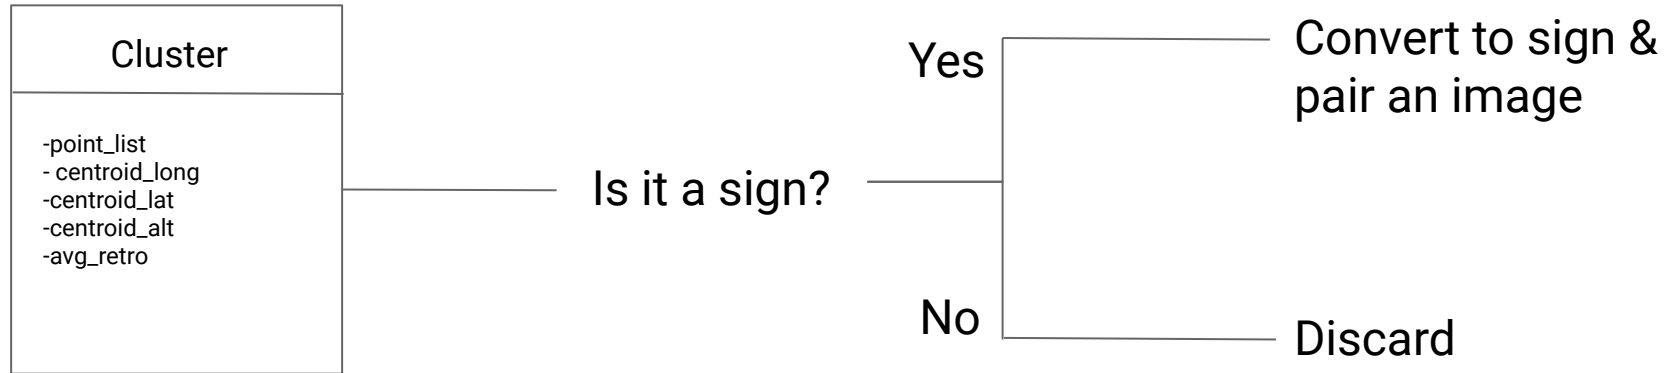 Cluster
-point_list
- centroid_long
-centroid_lat
-centroid_alt
-avg_retro
Is it a sign?
Yes
Convert to sign &
pair an image
No
Discard